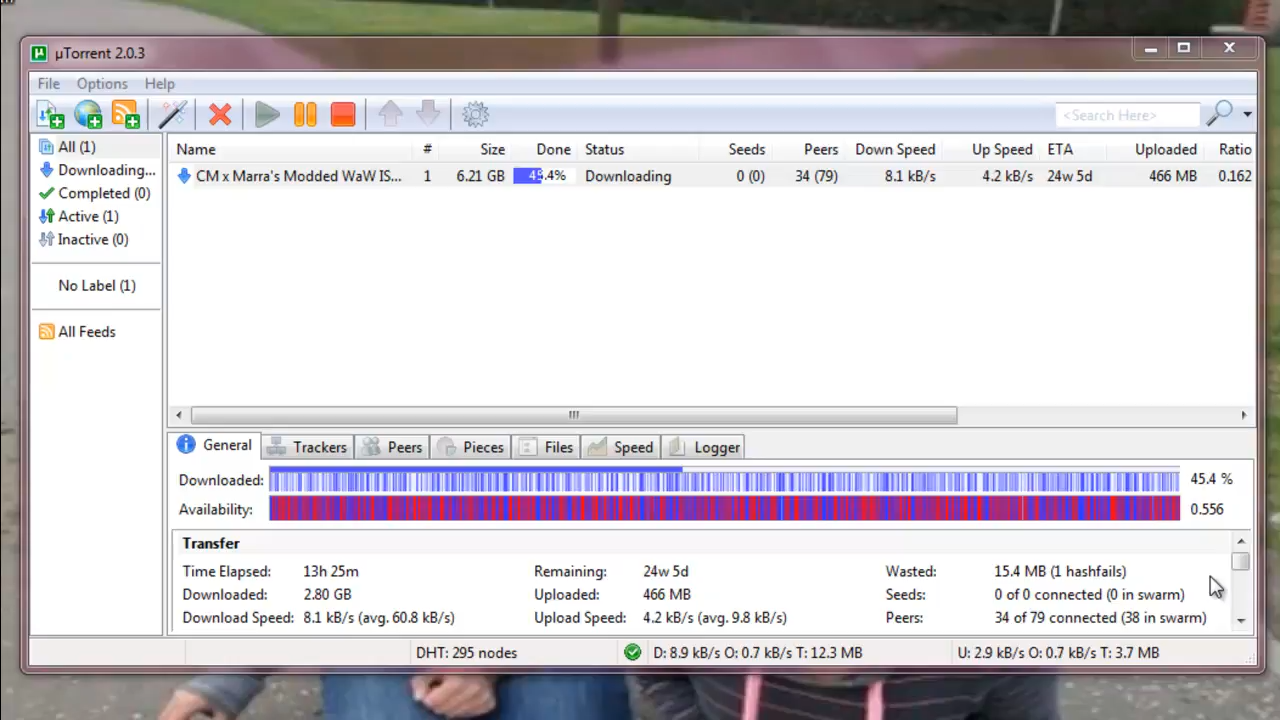 µTorrent 2.0.3
File Options Help
<Search Here>
All (1)
Downloading...
Completed (0)
Active (1)
Inactive (0)
No Label (1)
All Feeds
Name # Size Done Status Seeds Peers Down Speed Up Speed ETA Uploaded Ratio
CM x Marra's Modded WaW IS... 1 6.21 GB 45.4% Downloading 0 (0) 34 (79) 8.1 kB/s 4.2 kB/s 24w 5d 466 MB 0.162
General Trackers Peers Pieces Files Speed Logger
Downloaded: 45.4 %
Availability: 0.556
Transfer
Time Elapsed: 13h 25m Remaining: 24w 5d Wasted: 15.4 MB (1 hashfails)
Downloaded: 2.80 GB Uploaded: 466 MB Seeds: 0 of 0 connected (0 in swarm)
Download Speed: 8.1 kB/s (avg. 60.8 kB/s) Upload Speed: 4.2 kB/s (avg. 9.8 kB/s) Peers: 34 of 79 connected (38 in swarm)
DHT: 295 nodes D: 8.9 kB/s O: 0.7 kB/s T: 12.3 MB U: 2.9 kB/s O: 0.7 kB/s T: 3.7 MB